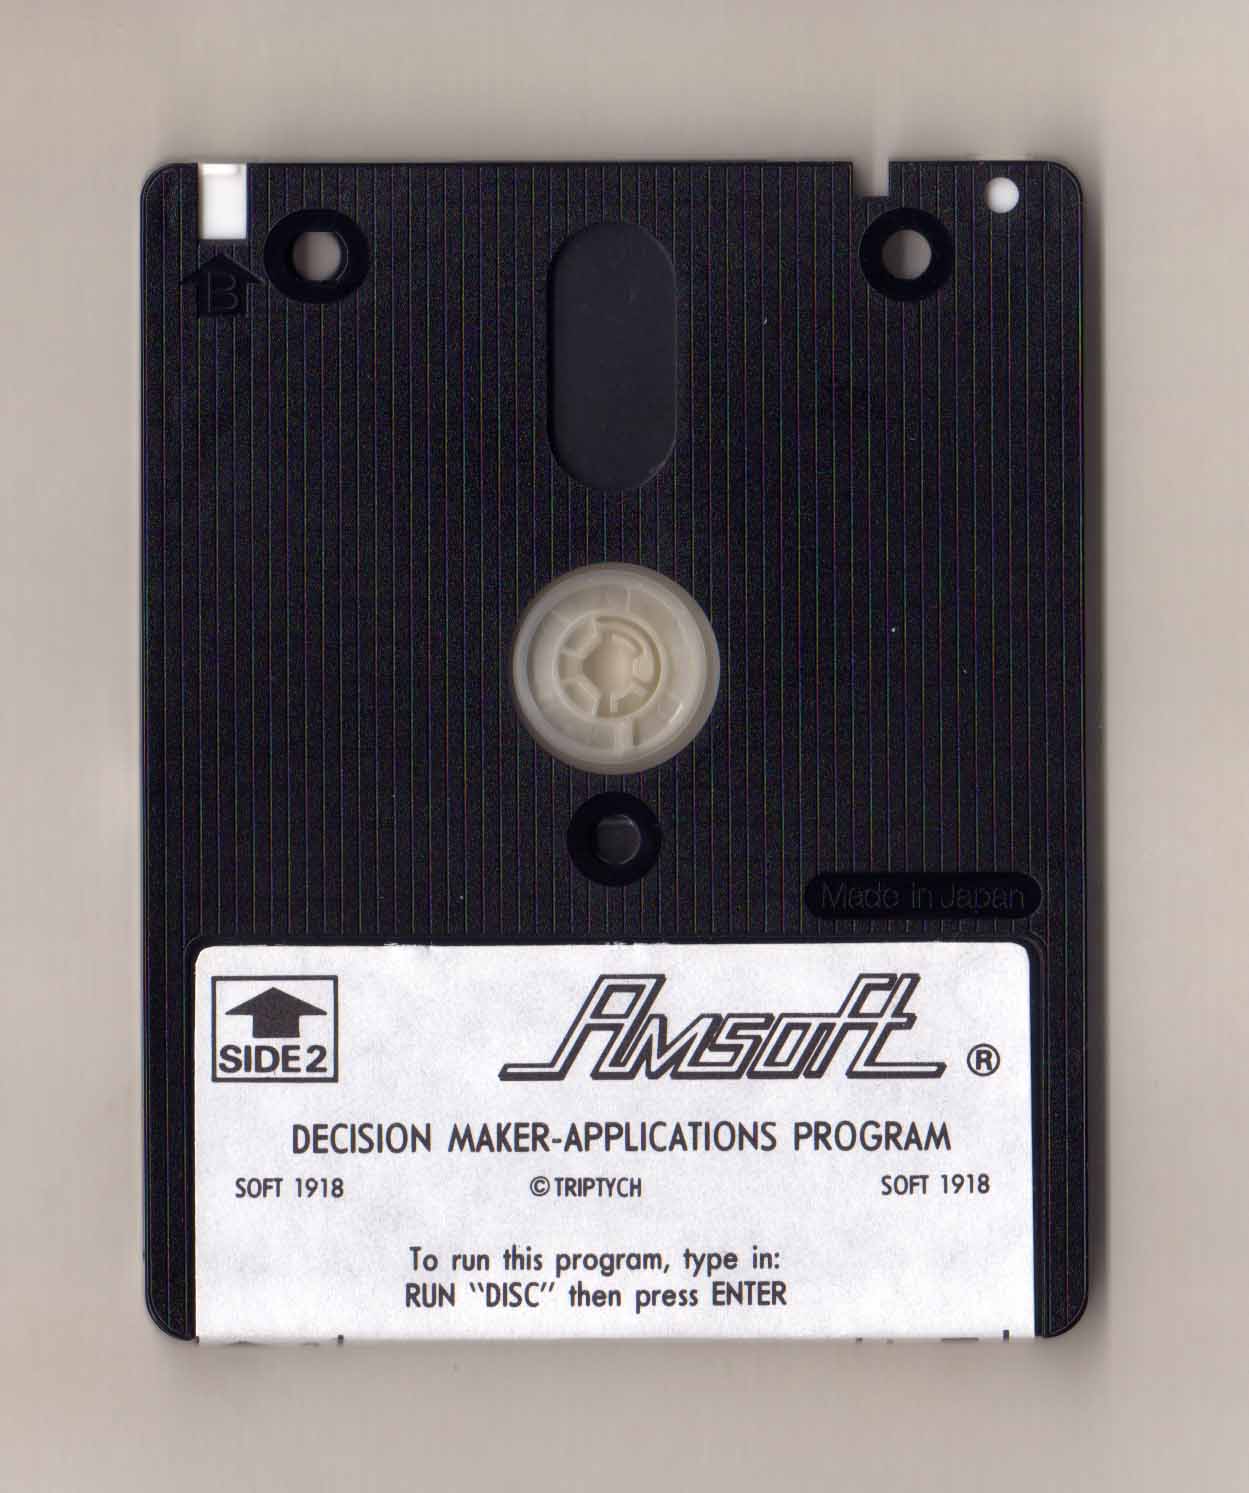 B
Made in Japan
SIDE 2
Amsoft ®
DECISION MAKER-APPLICATIONS PROGRAM
SOFT 1918 © TRIPTYCH SOFT 1918
To run this program, type in:
RUN "DISC" then press ENTER